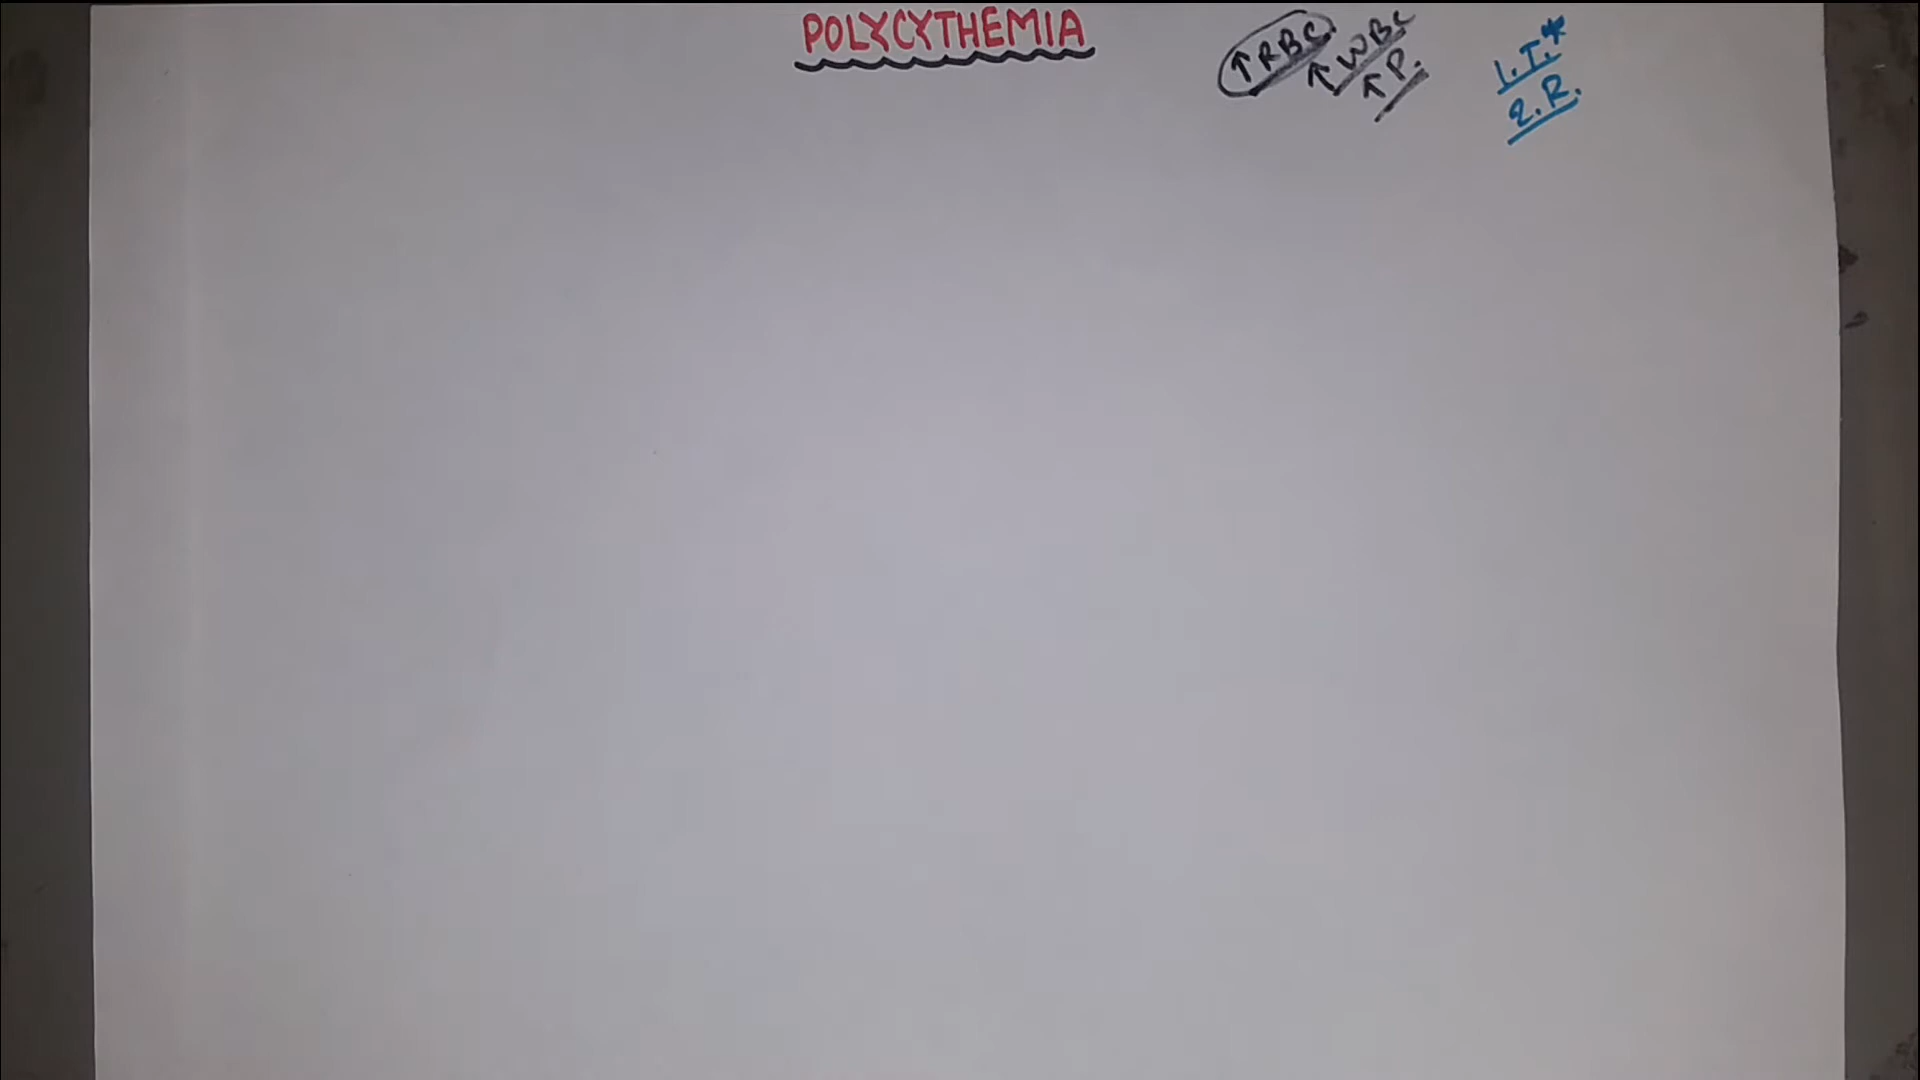 POLYCYTHEMIA
↑RBC.
↑WBC
↑P.
1. T.*
2. R.